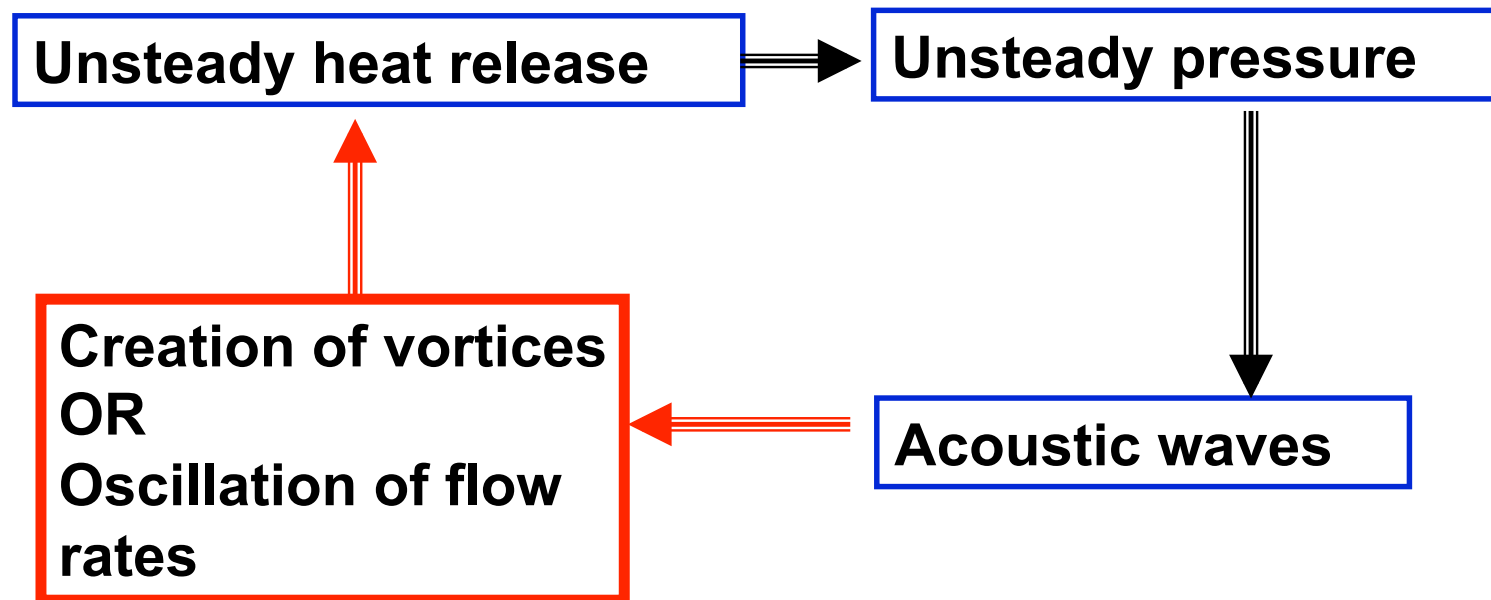 Unsteady heat release
Unsteady pressure
Acoustic waves
Creation of vortices
OR
Oscillation of flow
rates